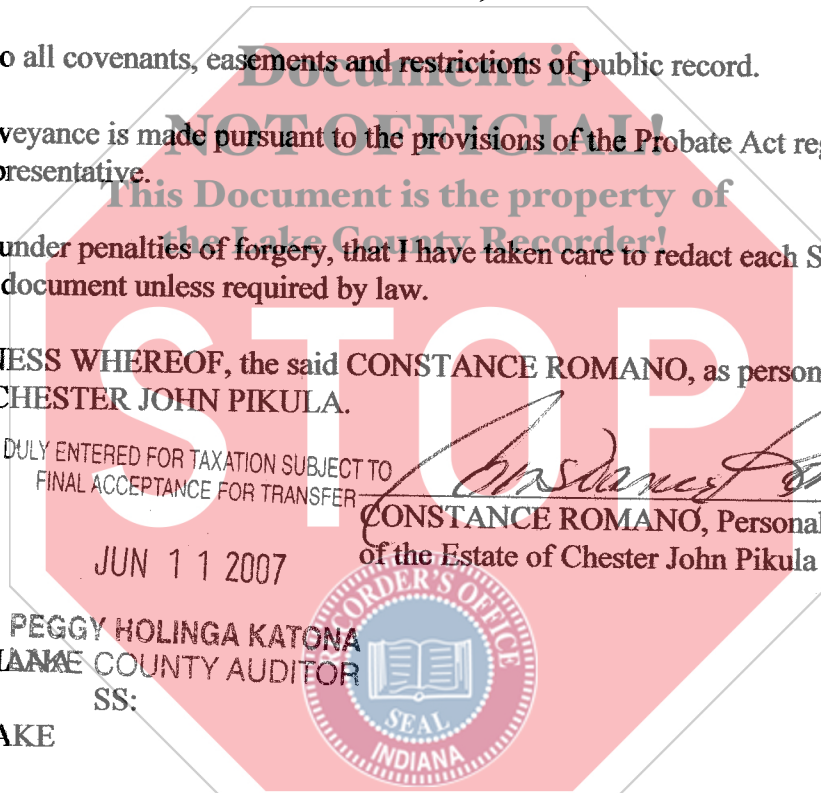 o all covenants, easements and restrictions of public record.
Document is
veyance is made pursuant to the provisions of the Probate Act reg
NOT OFFICIAL!
presentative.
This Document is the property of
the Lake County Recorder!
under penalties of forgery, that I have taken care to redact each S
document unless required by law.
STOP
NESS WHEREOF, the said CONSTANCE ROMANO, as person
CHESTER JOHN PIKULA.
DULY ENTERED FOR TAXATION SUBJECT TO
FINAL ACCEPTANCE FOR TRANSFER
Constance
CONSTANCE ROMANO, Personal
of the Estate of Chester John Pikula
JUN 11 2007
RECORDER'S OFFICE
SEAL
INDIANA
PEGGY HOLINGA KATONA
LAKE COUNTY AUDITOR
SS:
AKE